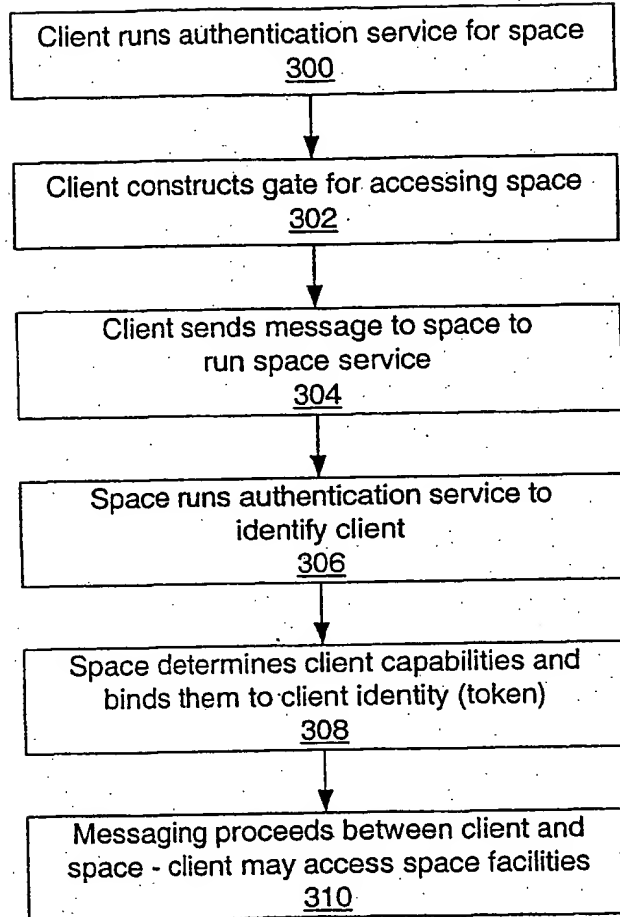 Client runs authentication service for space
300
Client constructs gate for accessing space
302
Client sends message to space to
run space service
304
Space runs authentication service to
identify client
306
Space determines client capabilities and
binds them to client identity (token)
308
Messaging proceeds between client and
space - client may access space facilities
310